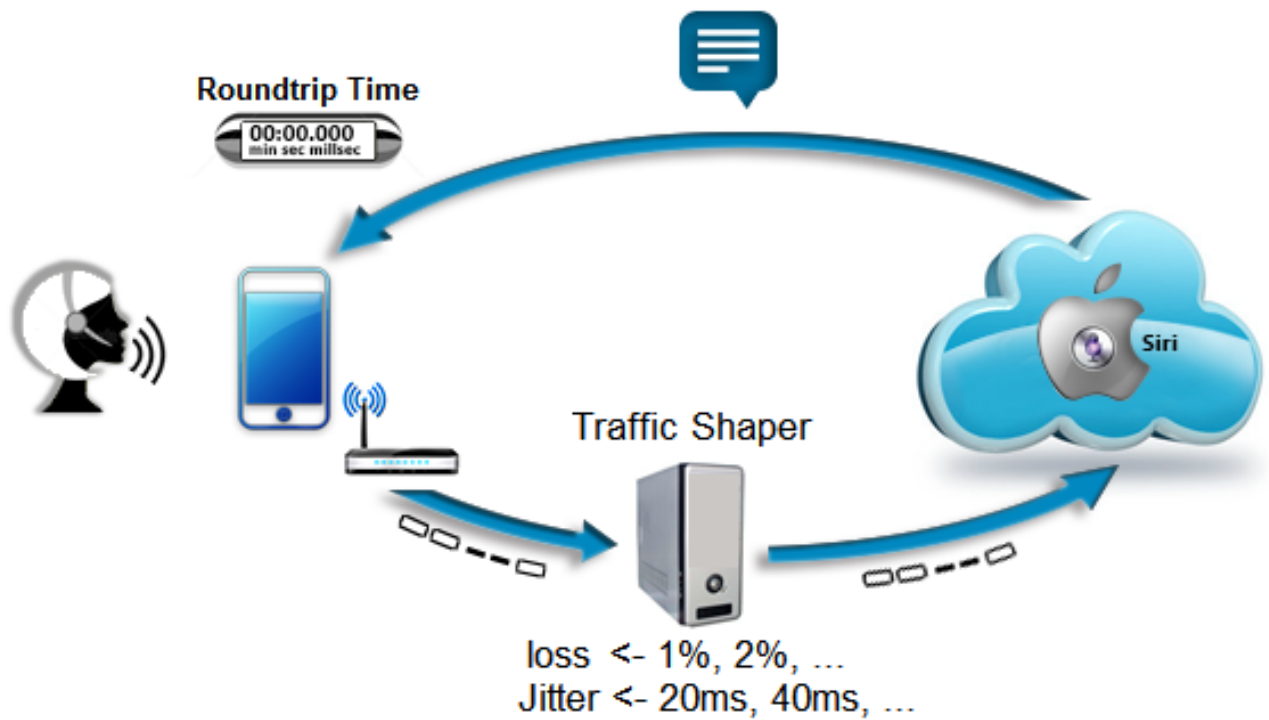 Roundtrip Time
00:00.000
min sec millsec
Siri
Traffic Shaper
loss <- 1%, 2%, ...
Jitter <- 20ms, 40ms, ...